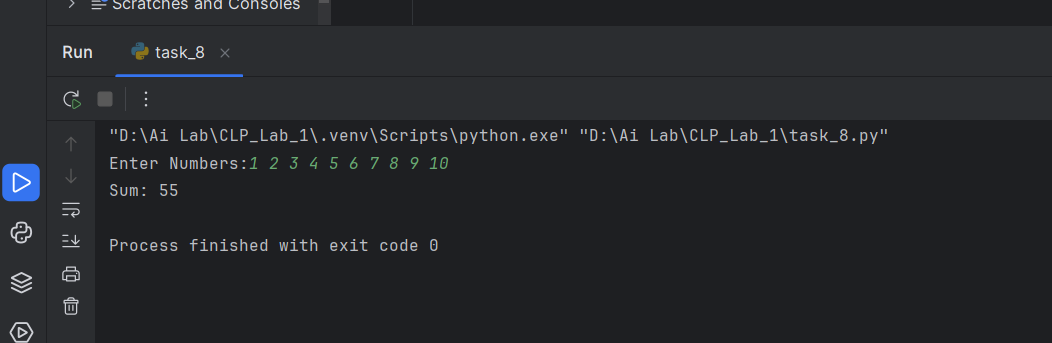 Scratches and Consoles
Run task_8
"D:\Ai Lab\CLP_Lab_1\.venv\Scripts\python.exe" "D:\Ai Lab\CLP_Lab_1\task_8.py"
Enter Numbers:1 2 3 4 5 6 7 8 9 10
Sum: 55
Process finished with exit code 0